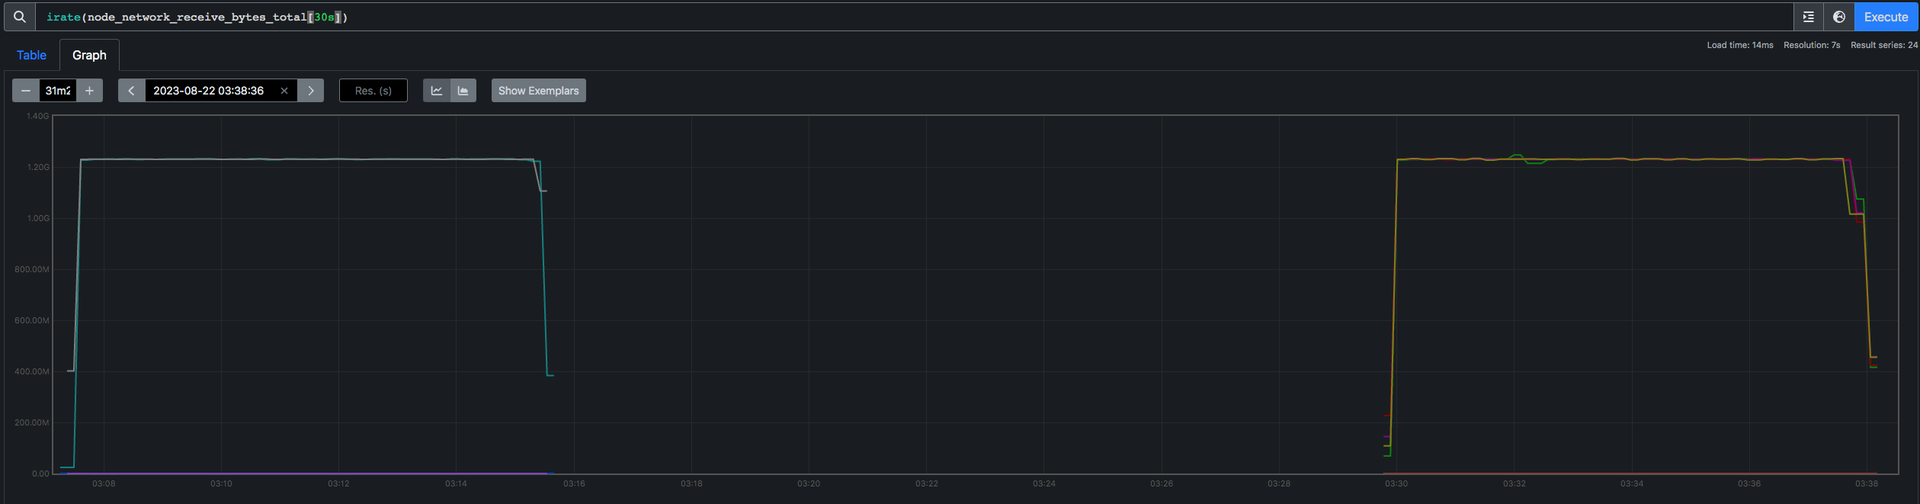 irate(node_network_receive_bytes_total[30s])
Execute
Table
Graph
Load time: 14ms Resolution: 7s Result series: 24
31m2
2023-08-22 03:38:36
Res. (s)
Show Exemplars
1.40G
1.20G
1.00G
800.00M
600.00M
400.00M
200.00M
0.00
03:08 03:10 03:12 03:14 03:16 03:18 03:20 03:22 03:24 03:26 03:28 03:30 03:32 03:34 03:36 03:38